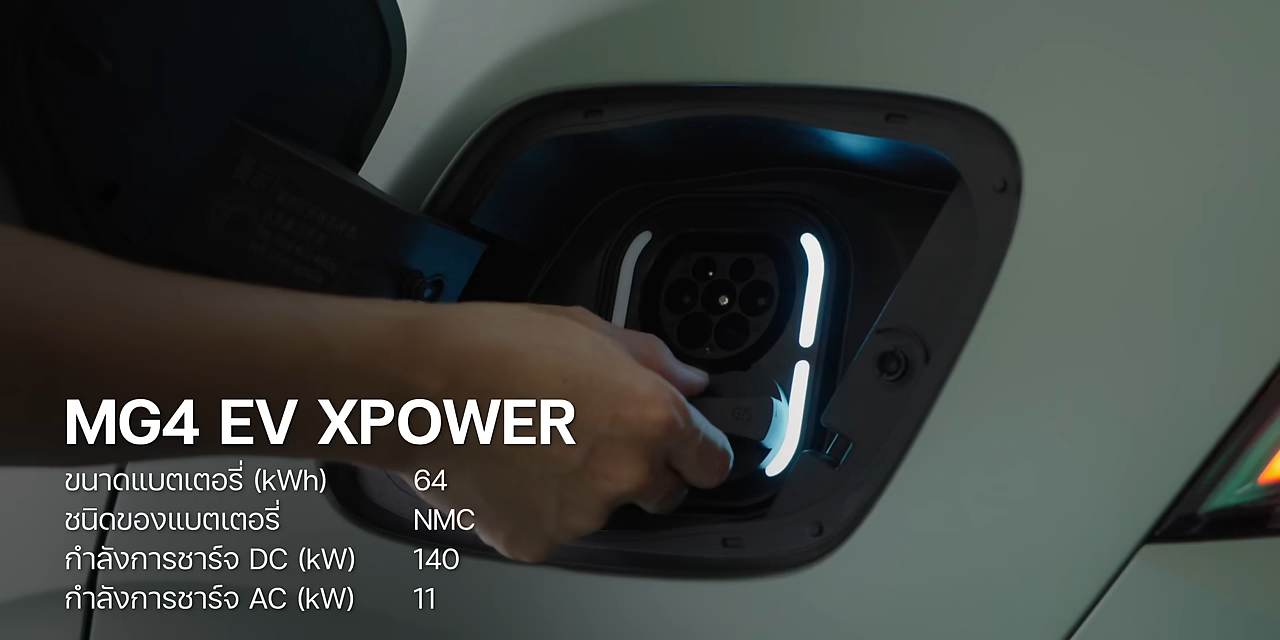 MG4 EV XPOWER
ขนาดแบตเตอรี่ (kWh) 64
ชนิดของแบตเตอรี่ NMC
กำลังการชาร์จ DC (kW) 140
กำลังการชาร์จ AC (kW) 11